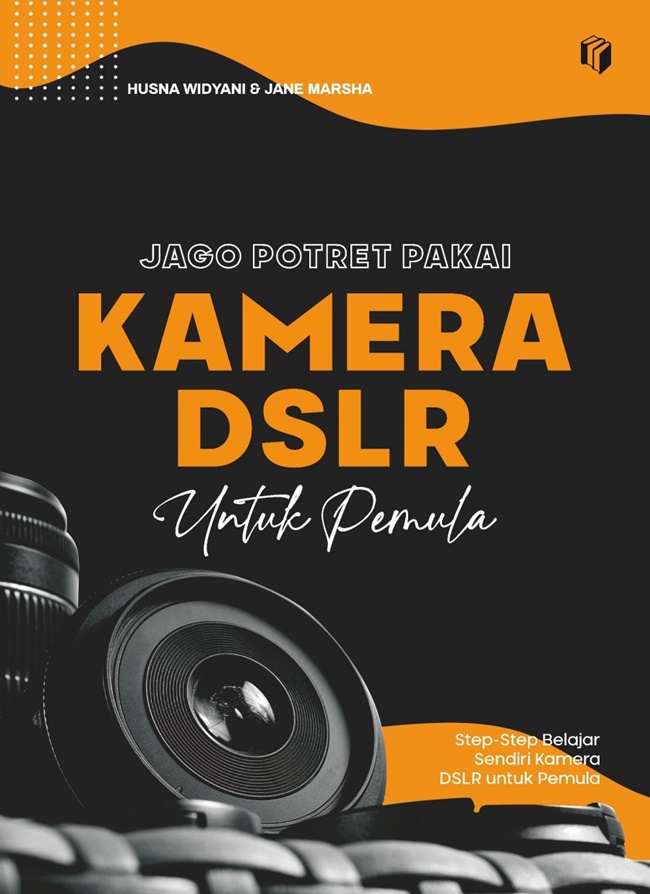 HUSNA WIDYANI & JANE MARSHA
JAGO POTRET PAKAI
KAMERA
DSLR
Untuk Pemula
Step-Step Belajar
Sendiri Kamera
DSLR untuk Pemula